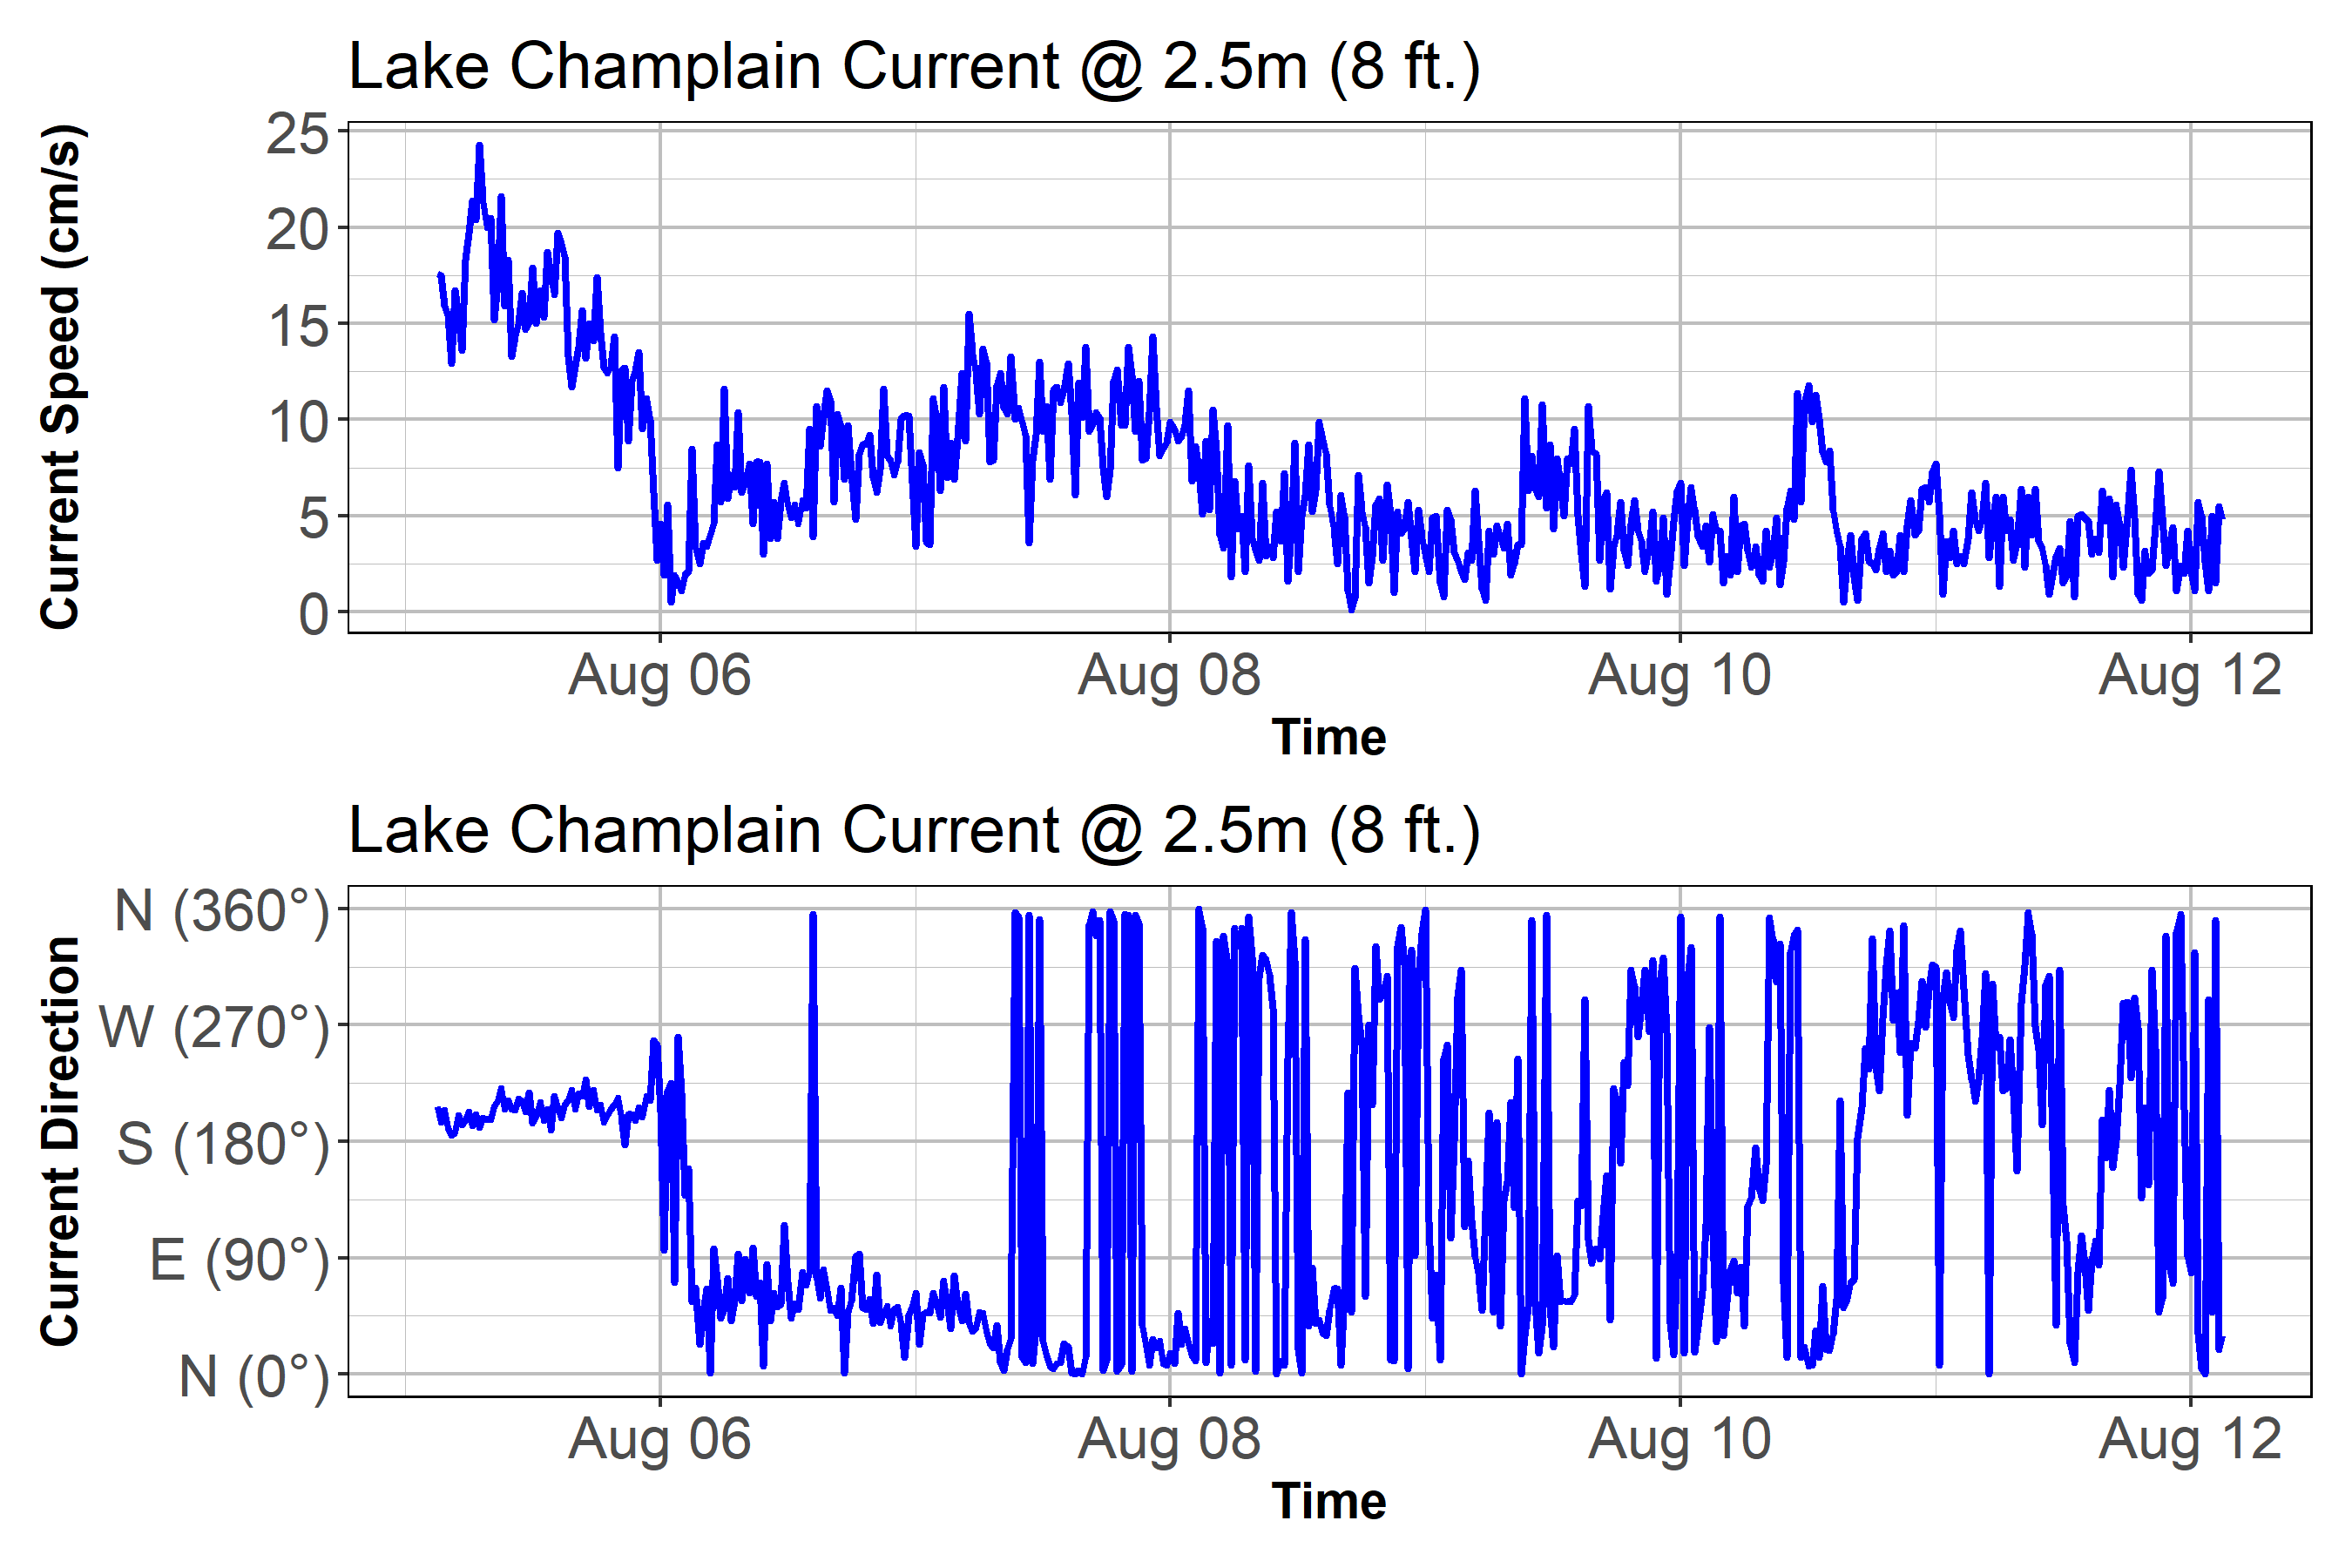 Lake Champlain Current @ 2.5m (8 ft.)
Current Speed (cm/s)
25
20
15
10
5
0
Aug 06 Aug 08 Aug 10 Aug 12
Time
Lake Champlain Current @ 2.5m (8 ft.)
Current Direction
N (360°)
W (270°)
S (180°)
E (90°)
N (0°)
Aug 06 Aug 08 Aug 10 Aug 12
Time